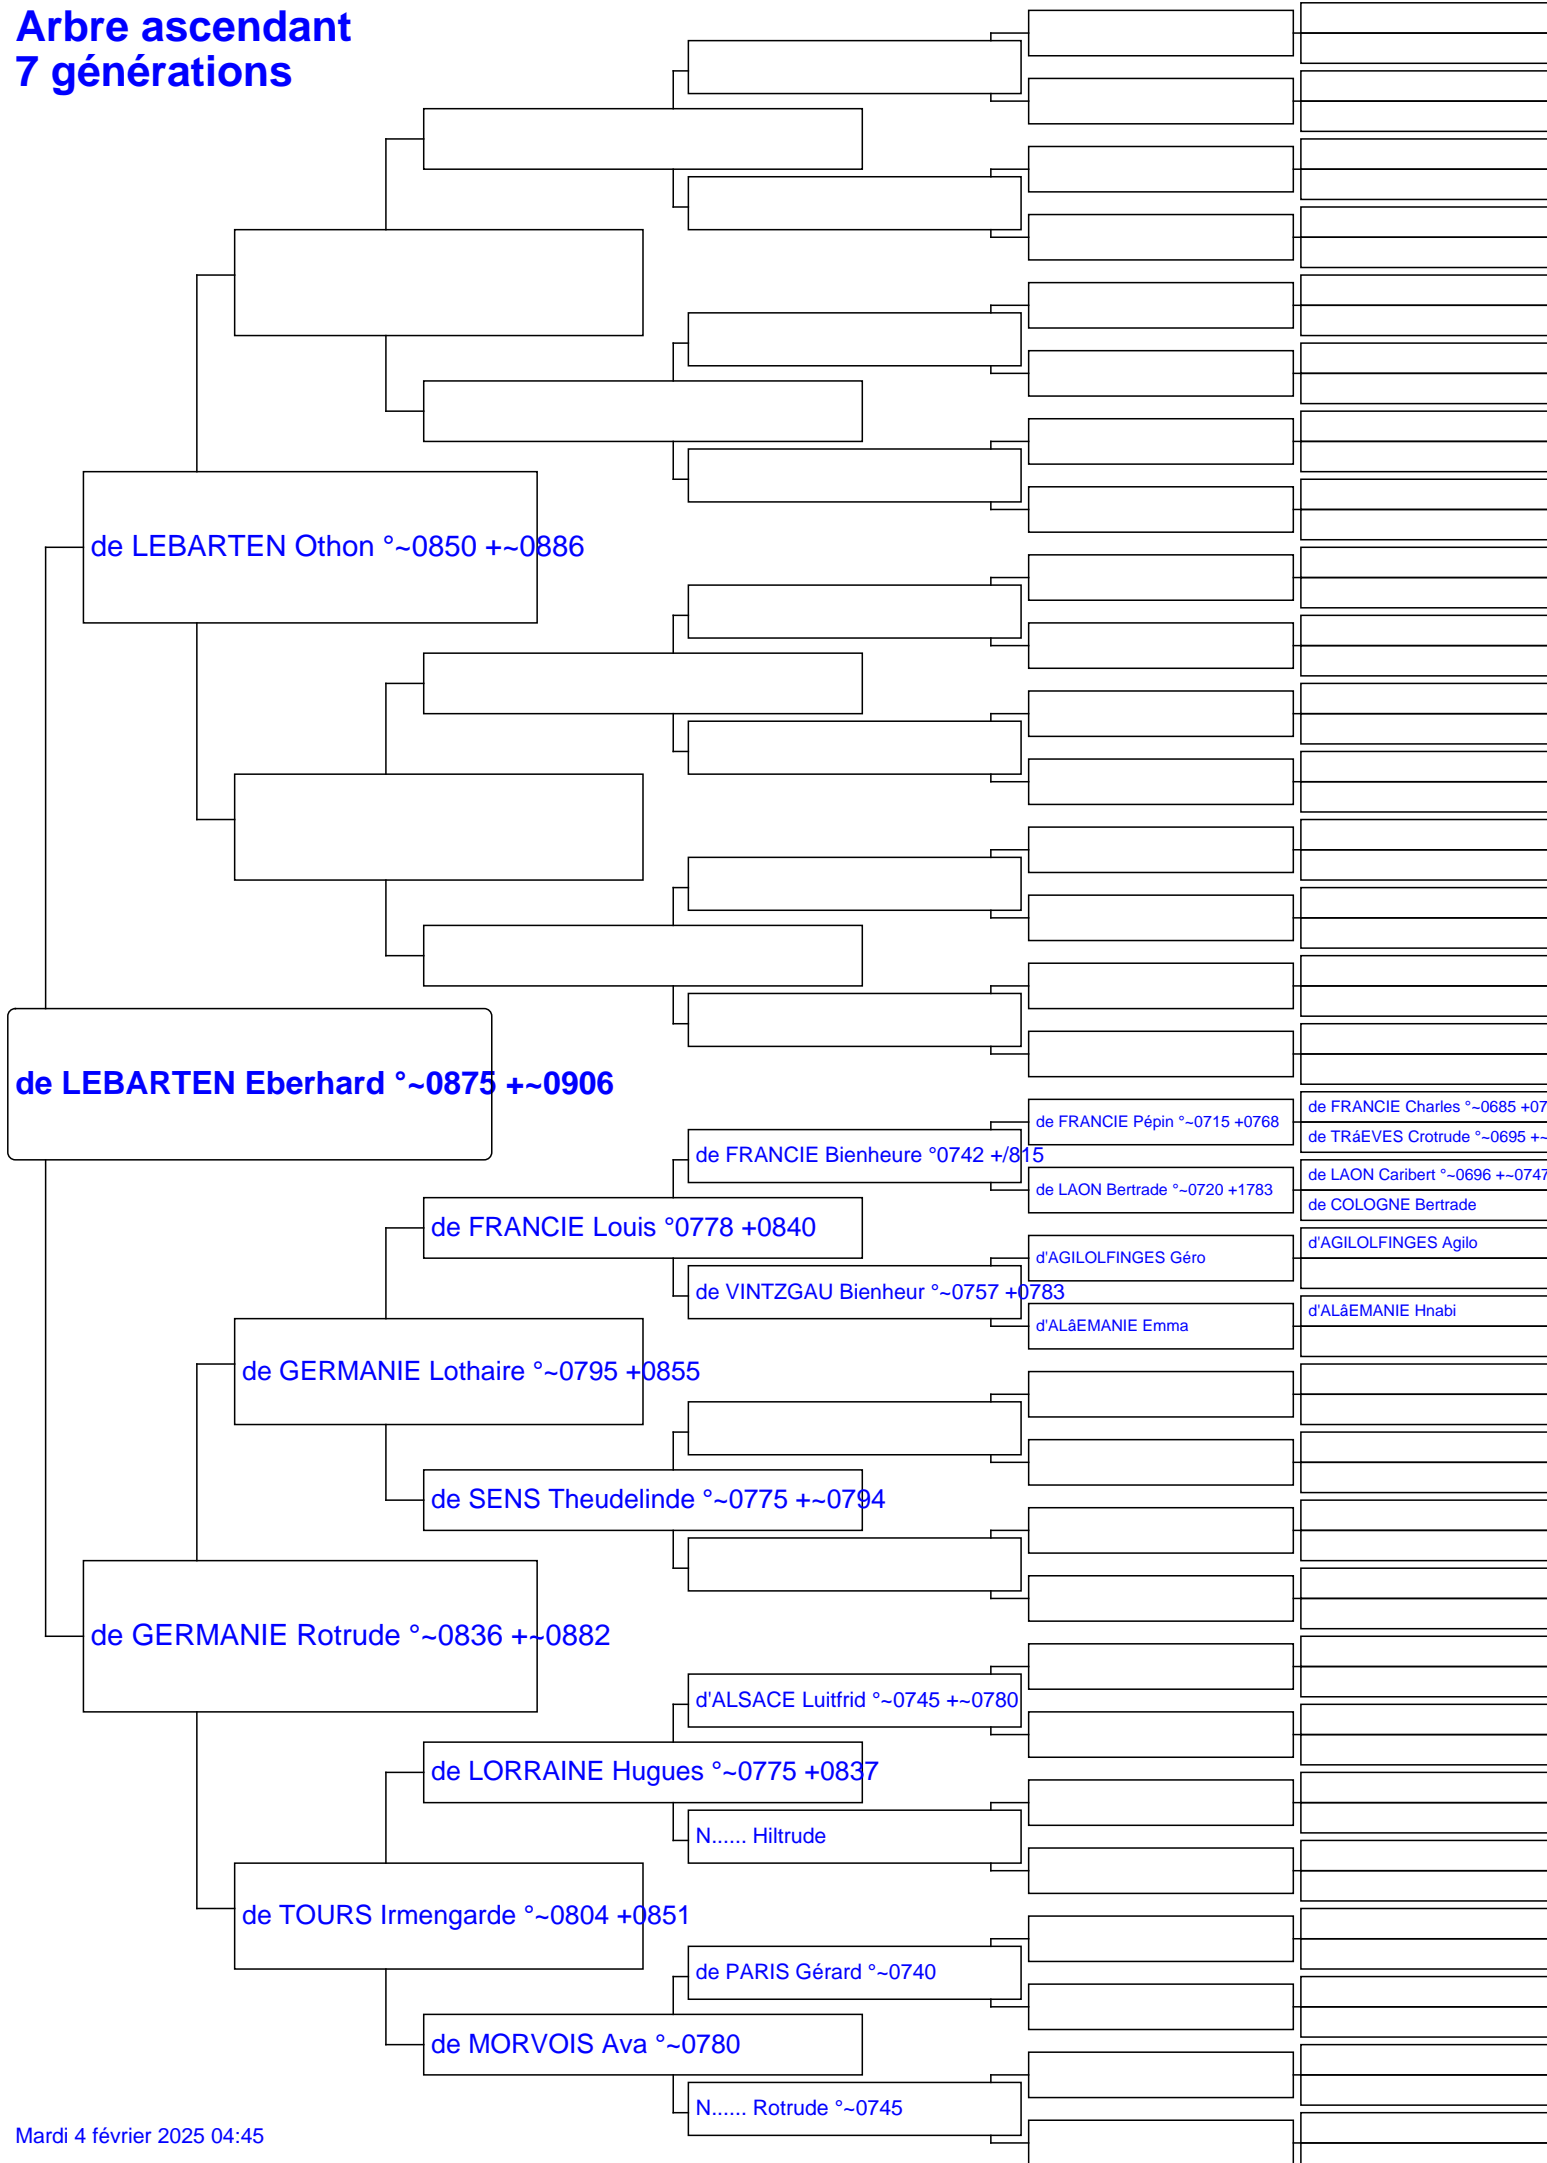 Arbre ascendant
7 générations
de LEBARTEN Othon °~0850 +~0886
de LEBARTEN Eberhard °~0875 +~0906
de FRANCIE Charles °~0685 +07
de FRANCIE Pépin °~0715 +0768
de TRáEVES Crotrude °~0695 +~
de FRANCIE Bienheure °0742 +/815
de LAON Caribert °~0696 +~0747
de LAON Bertrade °~0720 +1783
de COLOGNE Bertrade
de FRANCIE Louis °0778 +0840
d'AGILOLFINGES Agilo
d'AGILOLFINGES Géro
de VINTZGAU Bienheur °~0757 +0783
d'ALâEMANIE Hnabi
d'ALâEMANIE Emma
de GERMANIE Lothaire °~0795 +0855
de SENS Theudelinde °~0775 +~0794
de GERMANIE Rotrude °~0836 +~0882
d'ALSACE Luitfrid °~0745 +~0780
de LORRAINE Hugues °~0775 +0837
N...... Hiltrude
de TOURS Irmengarde °~0804 +0851
de PARIS Gérard °~0740
de MORVOIS Ava °~0780
N...... Rotrude °~0745
Mardi 4 février 2025 04:45